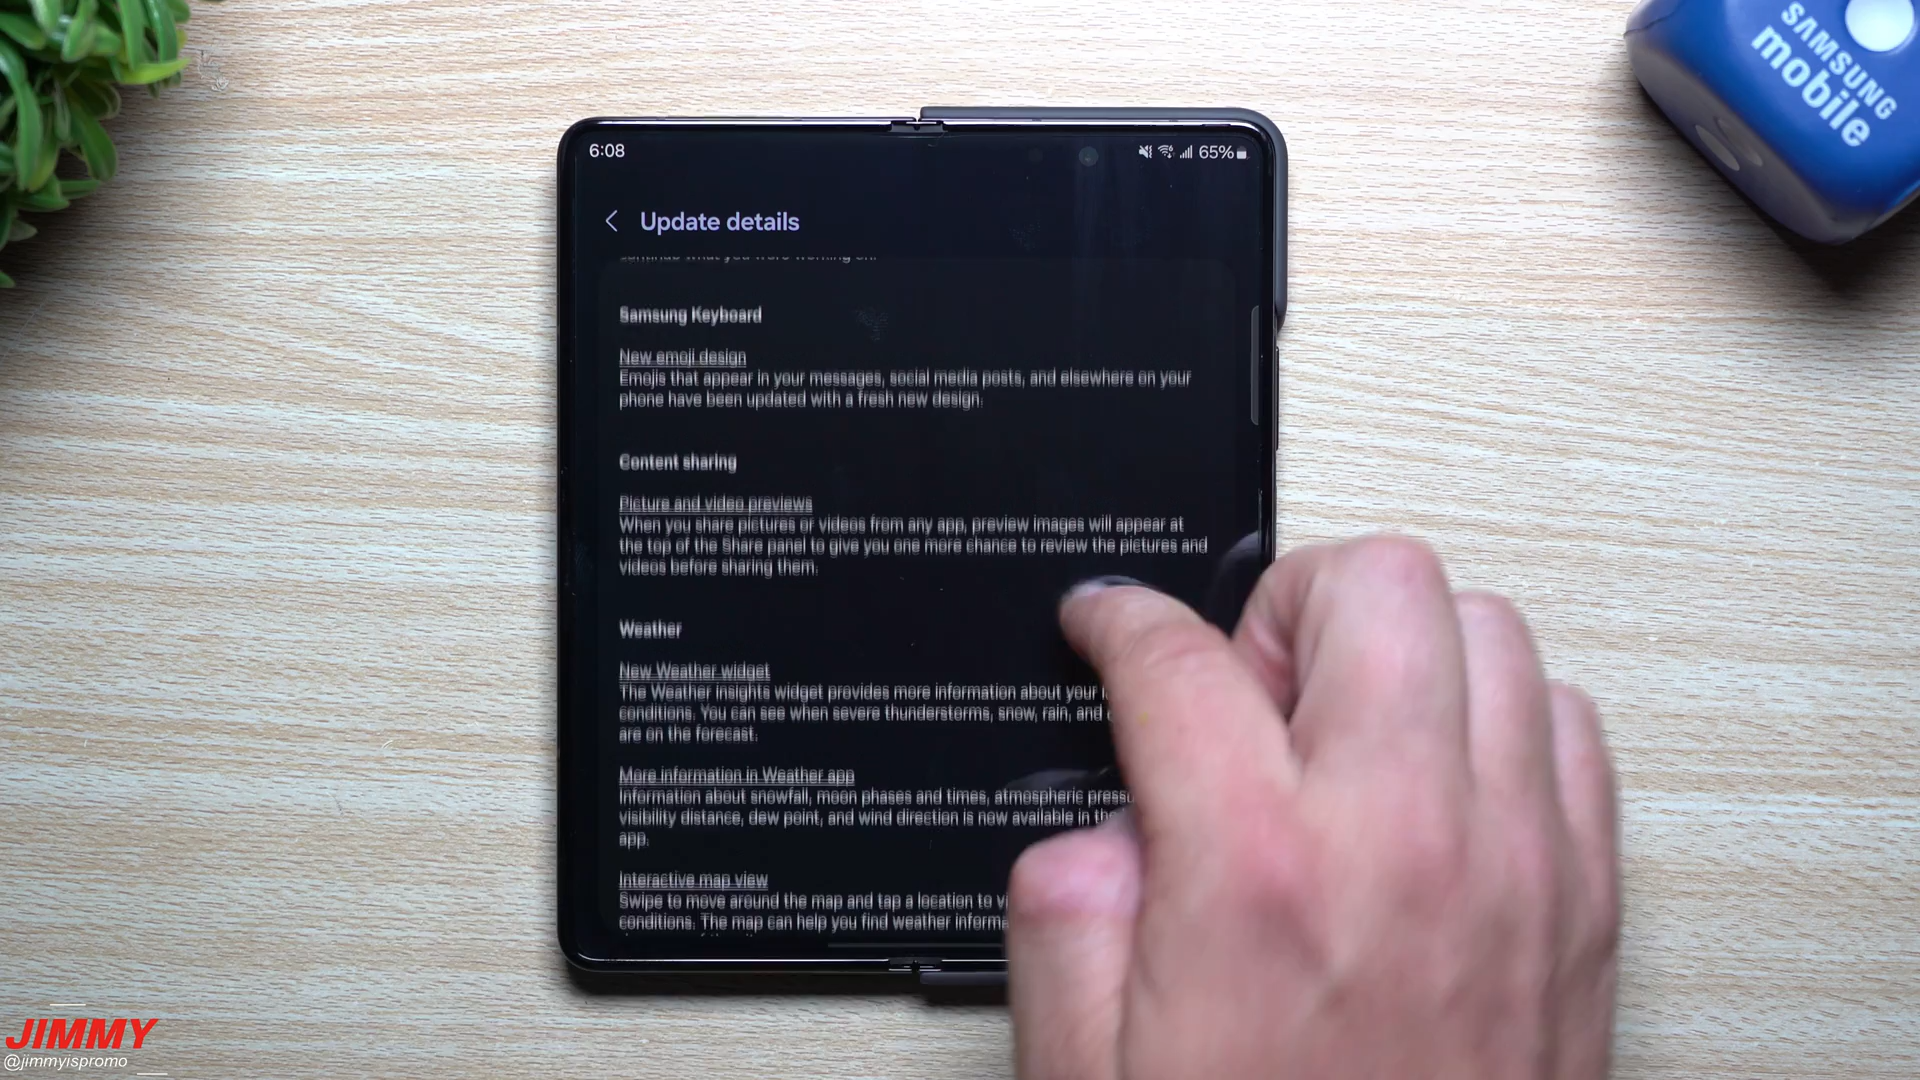 SAMSUNG
mobile
6:08
65%
Update details
continue what you were working on.
Samsung Keyboard
New emoji design
Emojis that appear in your messages, social media posts, and elsewhere on your
phone have been updated with a fresh new design.
Content sharing
Picture and video previews
When you share pictures or videos from any app, preview images will appear at
the top of the Share panel to give you one more chance to review the pictures and
videos before sharing them.
Weather
New Weather widget
The Weather insights widget provides more information about your
conditions. You can see when severe thunderstorms, snow, rain, and
are on the forecast.
More information in Weather app
Information about snowfall, moon phases and times, atmospheric
visibility distance, dew point, and wind direction is now available in
app.
Interactive map view
Swipe to move around the map and tap a location to
conditions. The map can help you find weather
JIMMY
@jimmyispromo